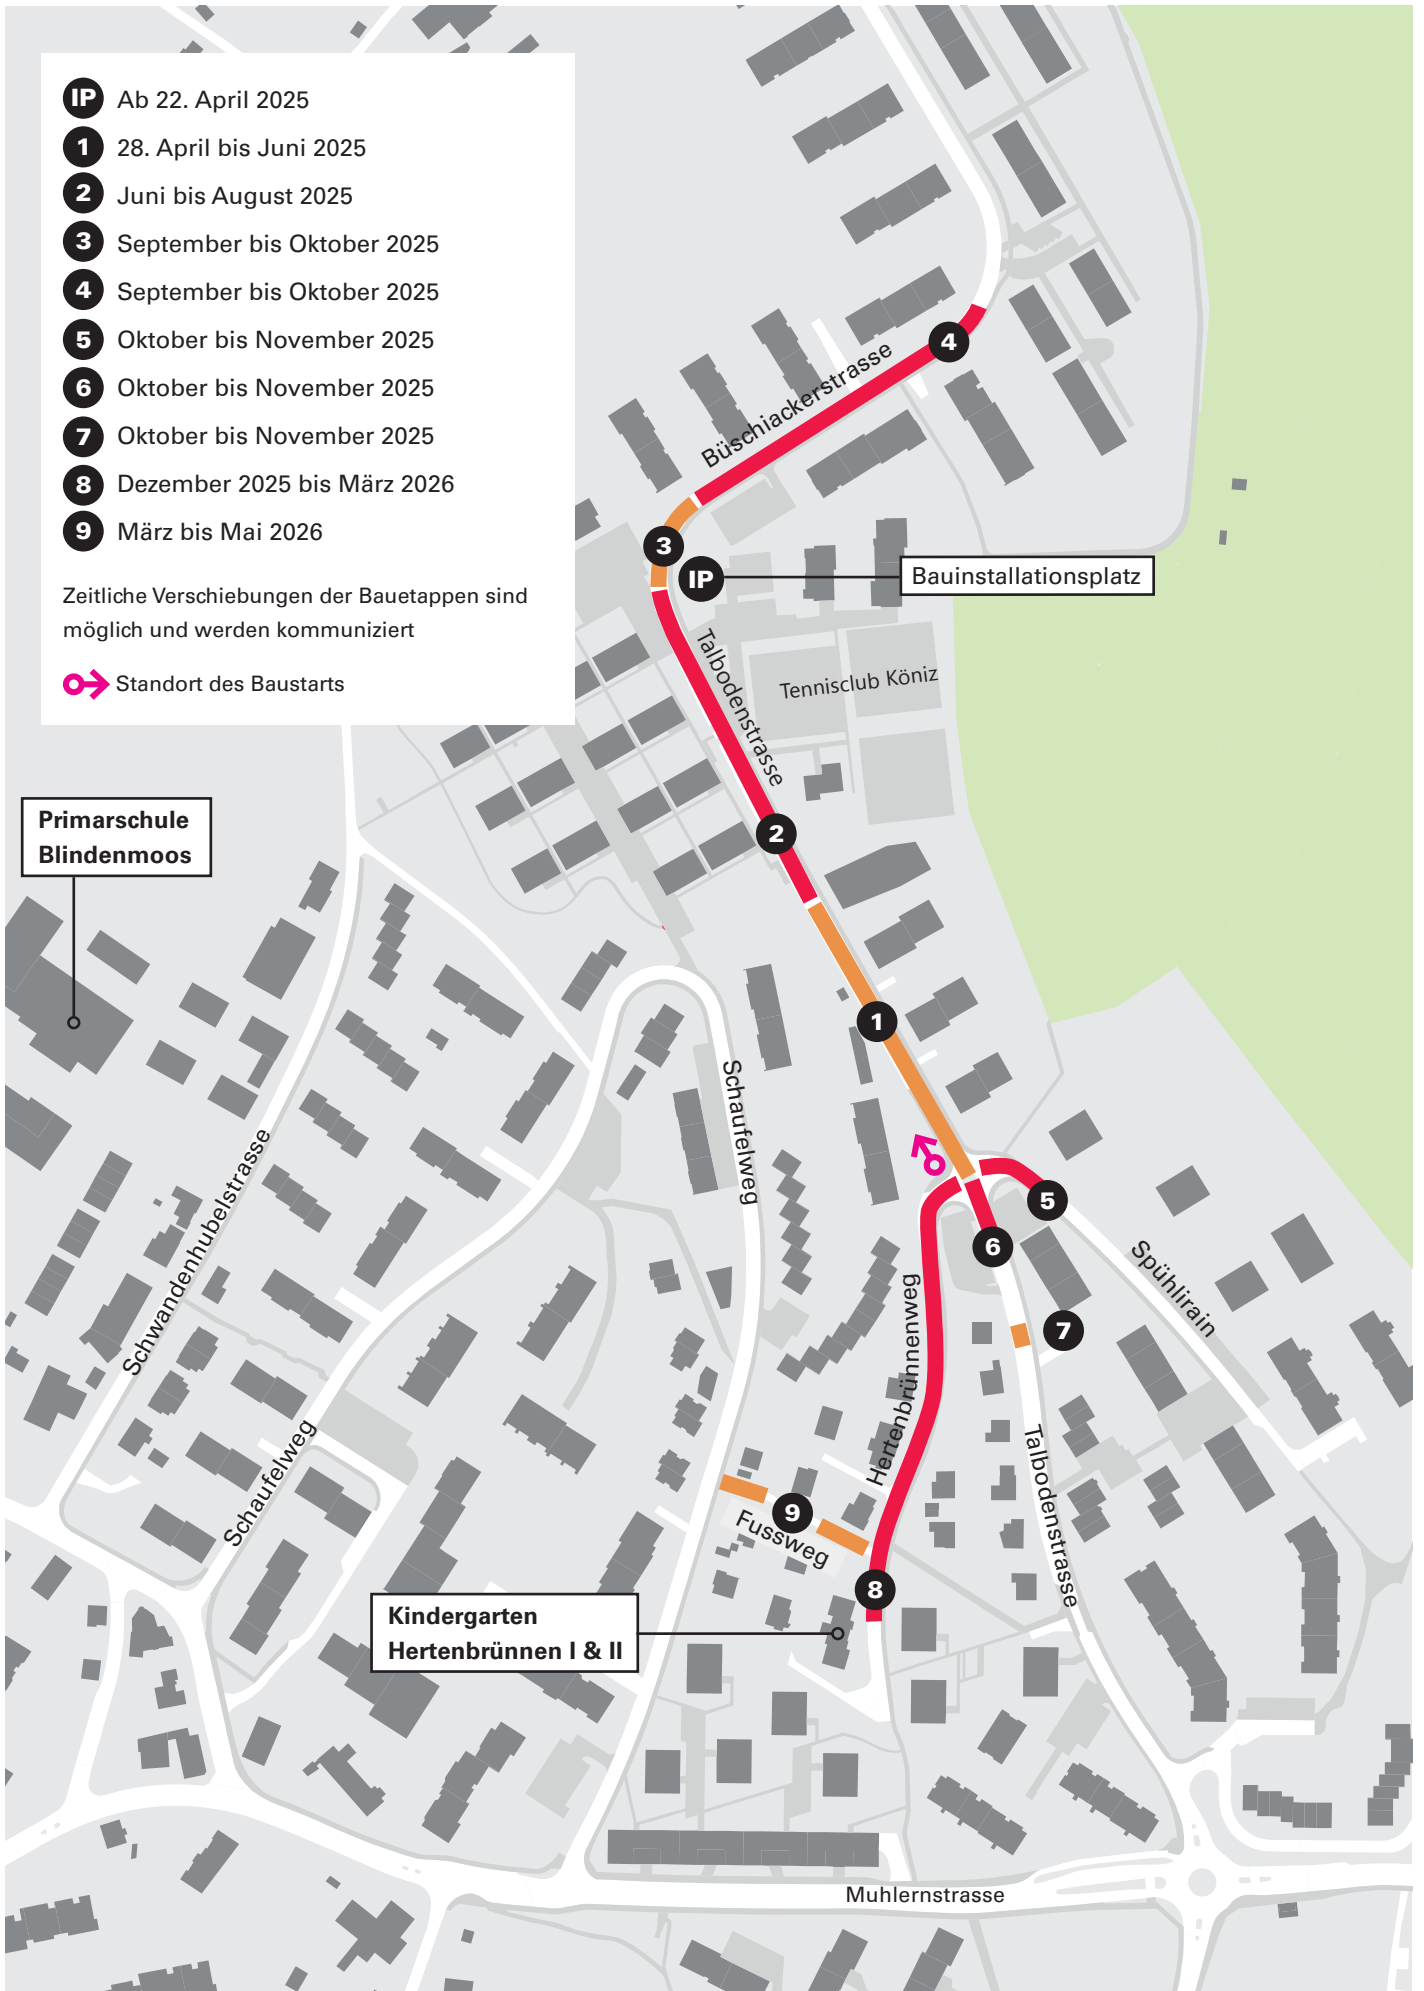 IP Ab 22. April 2025
1 28. April bis Juni 2025
2 Juni bis August 2025
3 September bis Oktober 2025
4 September bis Oktober 2025
5 Oktober bis November 2025
6 Oktober bis November 2025
7 Oktober bis November 2025
8 Dezember 2025 bis März 2026
9 März bis Mai 2026
Zeitliche Verschiebungen der Bauetappen sind
möglich und werden kommuniziert
Standort des Baustarts
4
Büschiackerstrasse
3
IP
Bauinstallationsplatz
Talbodenstrasse
Tennisclub Köniz
2
Primarschule
Blindenmoos
1
Schaufelweg
Schwandenhubelstrasse
5
6
Spühlirain
7
Hertenbrünnenweg
Schaufelweg
Talbodenstrasse
9
Fussweg
8
Kindergarten
Hertenbrünnen I & II
Muhlernstrasse